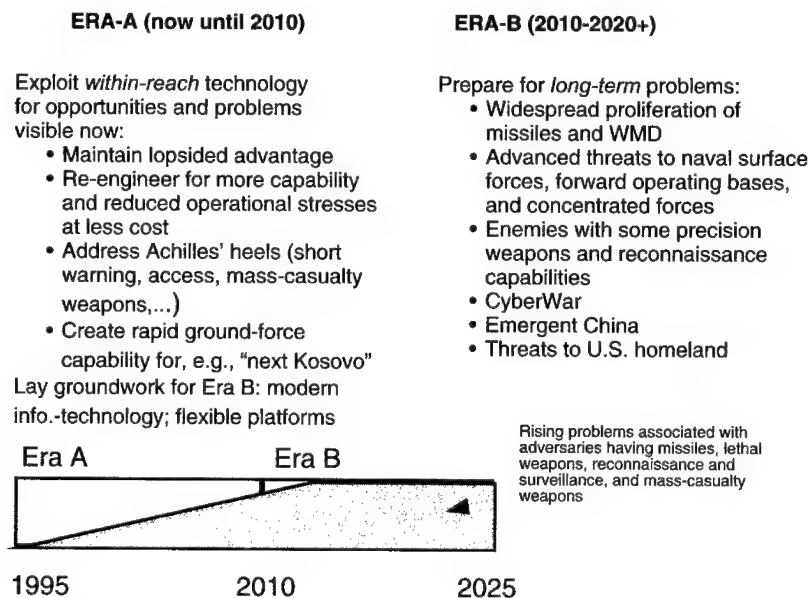 ERA-A (now until 2010)
Exploit within-reach technology
for opportunities and problems
visible now:
• Maintain lopsided advantage
• Re-engineer for more capability
and reduced operational stresses
at less cost
• Address Achilles' heels (short
warning, access, mass-casualty
weapons,...)
• Create rapid ground-force
capability for, e.g., "next Kosovo"
Lay groundwork for Era B: modern
info.-technology; flexible platforms
ERA-B (2010-2020+)
Prepare for long-term problems:
• Widespread proliferation of
missiles and WMD
• Advanced threats to naval surface
forces, forward operating bases,
and concentrated forces
• Enemies with some precision
weapons and reconnaissance
capabilities
• CyberWar
• Emergent China
• Threats to U.S. homeland
Rising problems associated with
adversaries having missiles, lethal
weapons, reconnaissance and
surveillance, and mass-casualty
weapons
Era A
Era B
1995
2010
2025